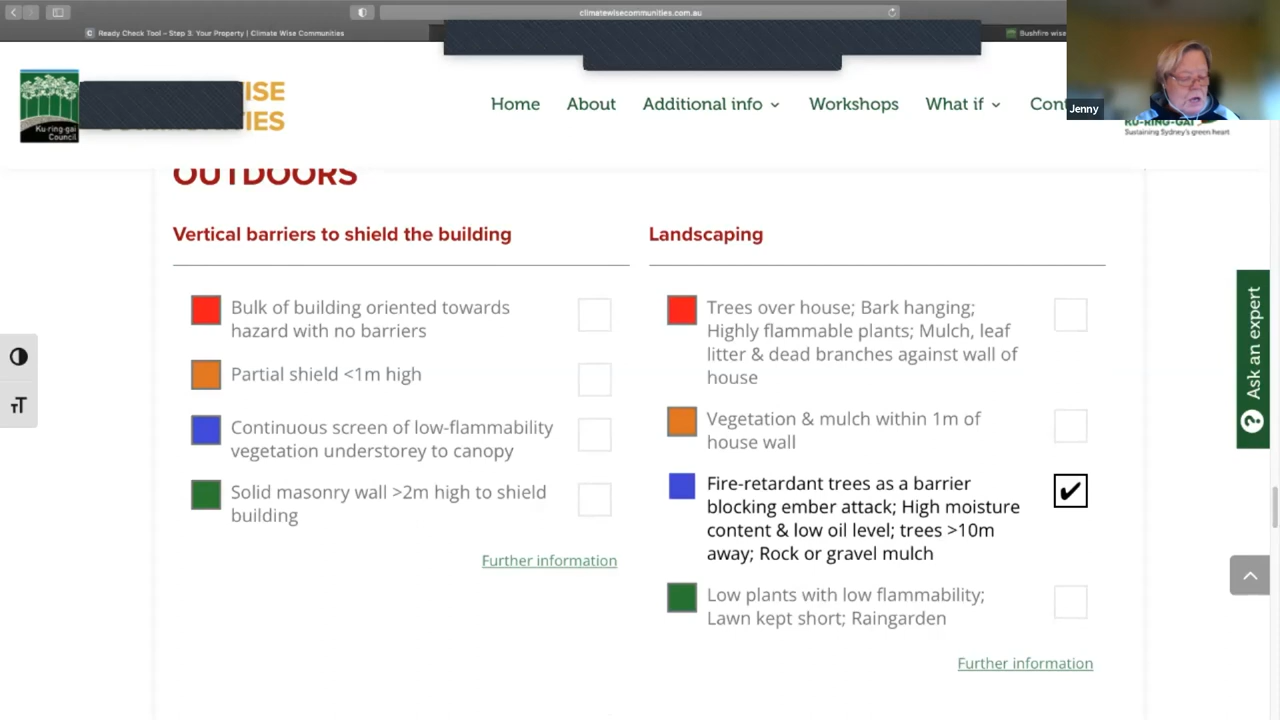 climatewisecommunities.com.au
C Ready Check Tool – Step 3. Your Property | Climate Wise Communities
Bushfire wise
Ku-ring-gai
Council
ISE
TIES
Home About Additional info Workshops What if Con
Jenny
KU-RING-GAI
Sustaining Sydney's green heart
OUTDOORS
Vertical barriers to shield the building
Bulk of building oriented towards
hazard with no barriers
Partial shield <1m high
Continuous screen of low-flammability
vegetation understorey to canopy
Solid masonry wall >2m high to shield
building
Further information
Landscaping
Trees over house; Bark hanging;
Highly flammable plants; Mulch, leaf
litter & dead branches against wall of
house
Vegetation & mulch within 1m of
house wall
Fire-retardant trees as a barrier
blocking ember attack; High moisture
content & low oil level; trees >10m
away; Rock or gravel mulch
✔
Low plants with low flammability;
Lawn kept short; Raingarden
Further information
TT
? Ask an expert